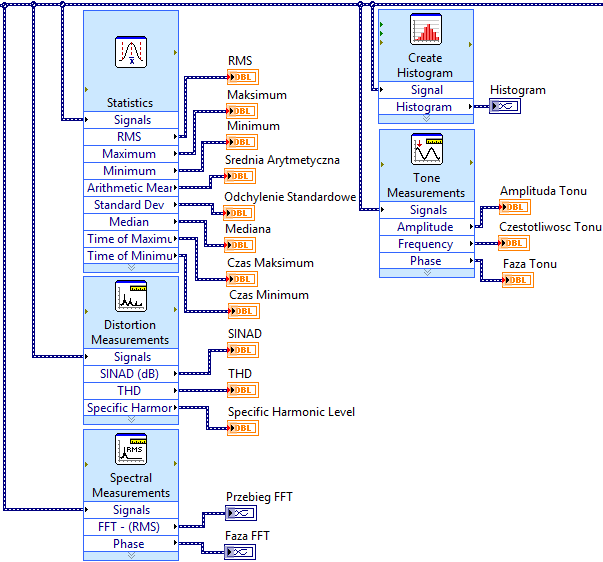 Statistics
Signals
RMS
Maximum
Minimum
Arithmetic Mear
Standard Dev
Median
Time of Maximu
Time of Minimu
RMS
DBL
Maksimum
DBL
Minimum
DBL
Srednia Arytmetyczna
DBL
Odchylenie Standardowe
DBL
Mediana
DBL
Czas Maksimum
DBL
Czas Minimum
DBL
Distortion
Measurements
Signals
SINAD (dB)
THD
Specific Harmor
SINAD
DBL
THD
DBL
Specific Harmonic Level
DBL
RMS
Spectral
Measurements
Signals
FFT - (RMS)
Phase
Przebieg FFT
Faza FFT
Create
Histogram
Signal
Histogram
Histogram
Tone
Measurements
Signals
Amplitude
Frequency
Phase
Amplituda Tonu
DBL
Czestotliwosc Tonu
DBL
Faza Tonu
DBL